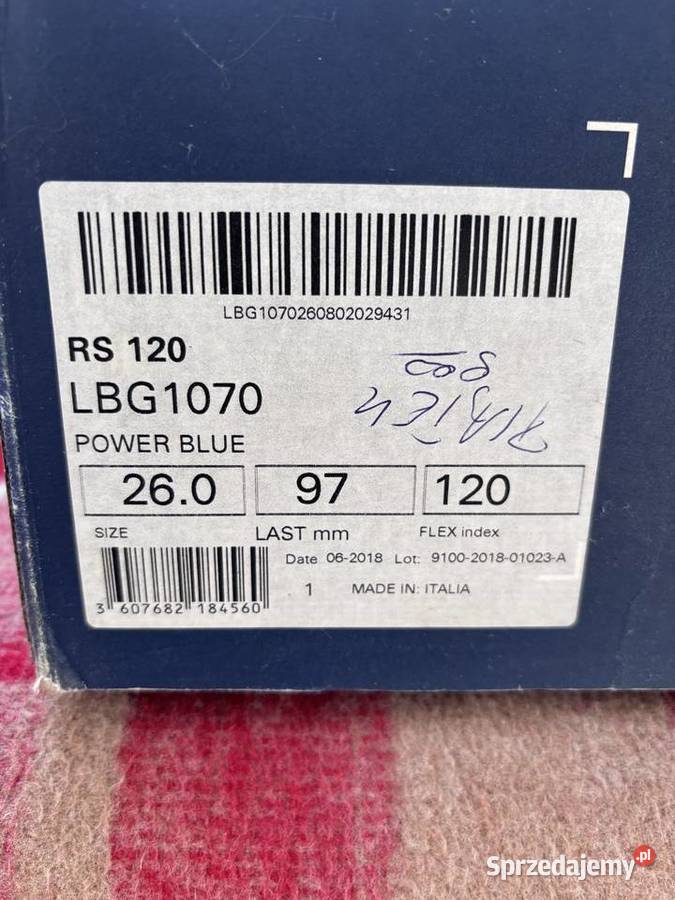 LBG1070260802029431
RS 120
LBG1070
800
POWER BLUE
26.0 97 120
SIZE LAST mm FLEX index
Date 06-2018 Lot: 9100-2018-01023-A
1 MADE IN: ITALIA
3 607682 184560
Sprzedajemy.pl